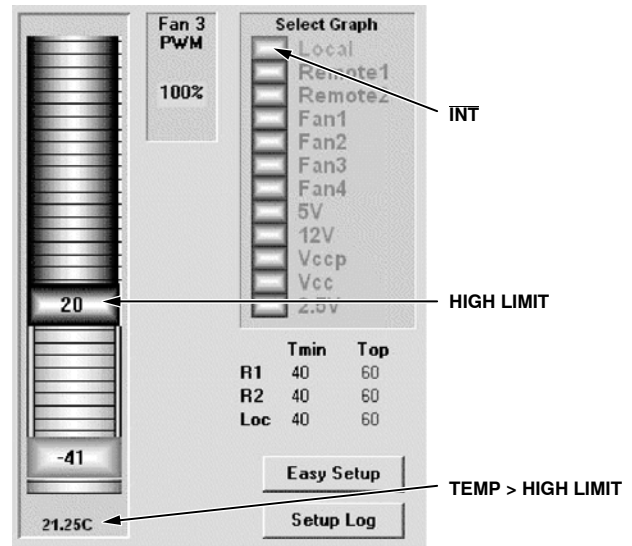 Fan 3
PWM
100%
Select Graph
Local
Remote1
Remote2
Fan1
Fan2
Fan3
Fan4
5V
12V
Vccp
Vcc
2.5V
INT
20
HIGH LIMIT
Tmin Top
R1 40 60
R2 40 60
Loc 40 60
-41
Easy Setup
TEMP > HIGH LIMIT
21.25C
Setup Log